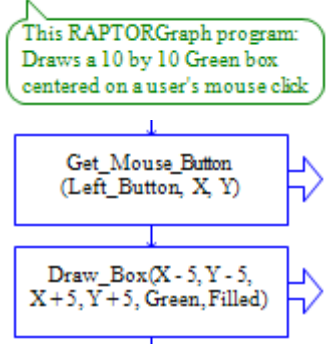 This RAPTORGraph program:
Draws a 10 by 10 Green box
centered on a user's mouse click
Get_Mouse_Button
(Left_Button, X, Y)
Draw_Box(X - 5, Y - 5,
X + 5, Y + 5, Green, Filled)